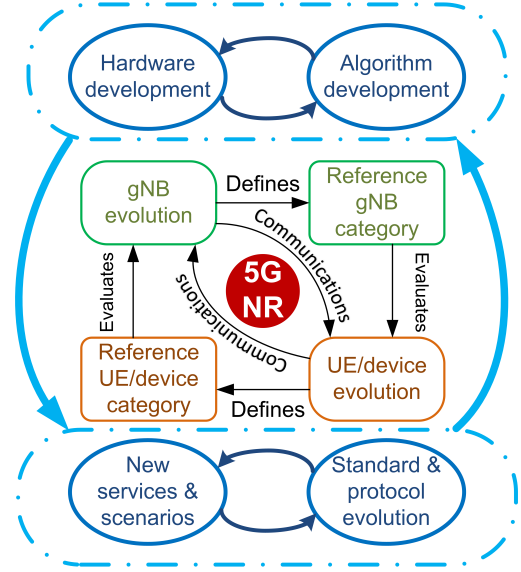 Hardware
development
Algorithm
development
gNB
evolution
Defines
Reference
gNB
category
Communications
Evaluates
5G
NR
Communications
Evaluates
Reference
UE/device
category
Defines
UE/device
evolution
New
services &
scenarios
Standard &
protocol
evolution